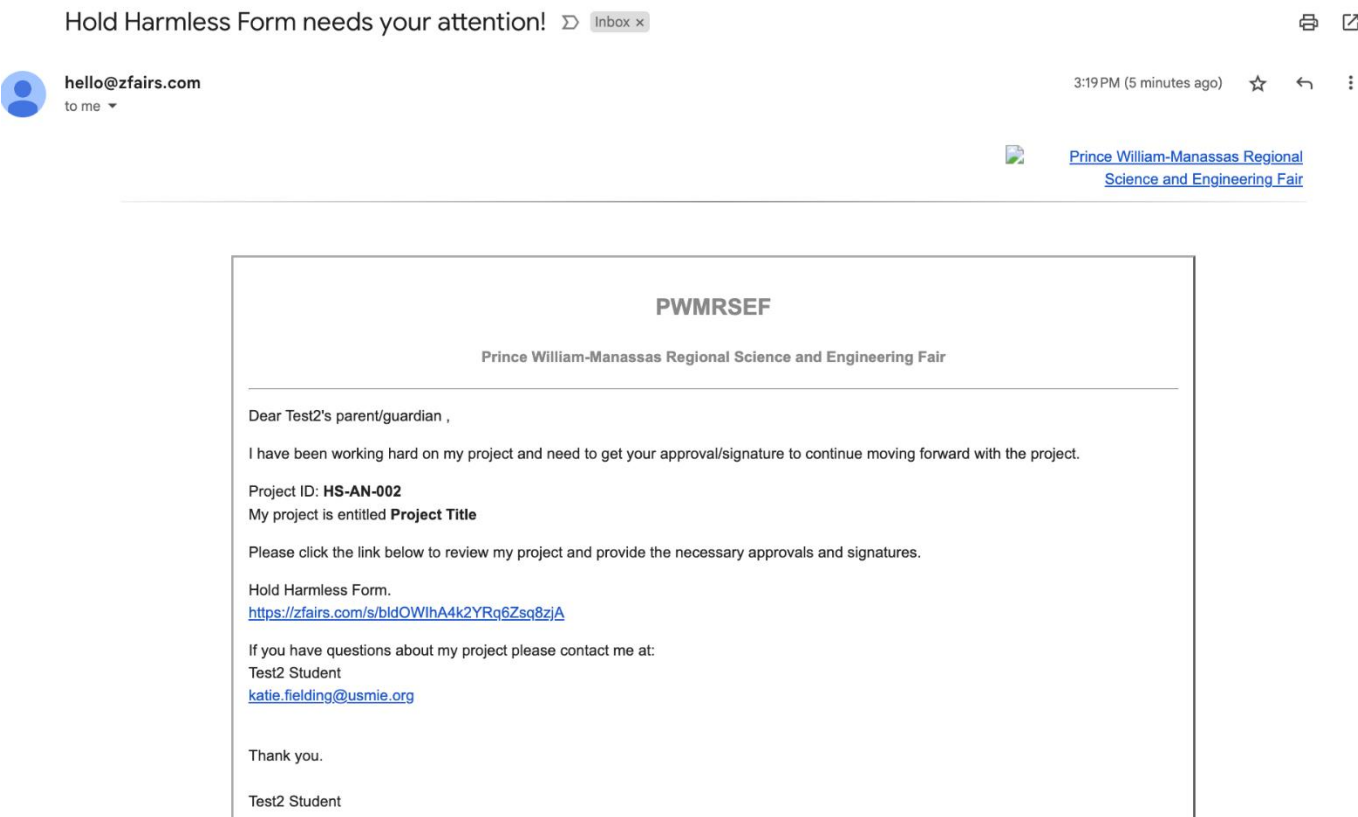 Hold Harmless Form needs your attention! Inbox ×
hello@zfairs.com
3:19 PM (5 minutes ago)
to me
Prince William-Manassas Regional
Science and Engineering Fair
PWMRSEF
Prince William-Manassas Regional Science and Engineering Fair
Dear Test2's parent/guardian ,
I have been working hard on my project and need to get your approval/signature to continue moving forward with the project.
Project ID: HS-AN-002
My project is entitled Project Title
Please click the link below to review my project and provide the necessary approvals and signatures.
Hold Harmless Form.
https://zfairs.com/s/bldOWlhA4k2YRq6Zsq8zjA
If you have questions about my project please contact me at:
Test2 Student
katie.fielding@usmie.org
Thank you.
Test2 Student